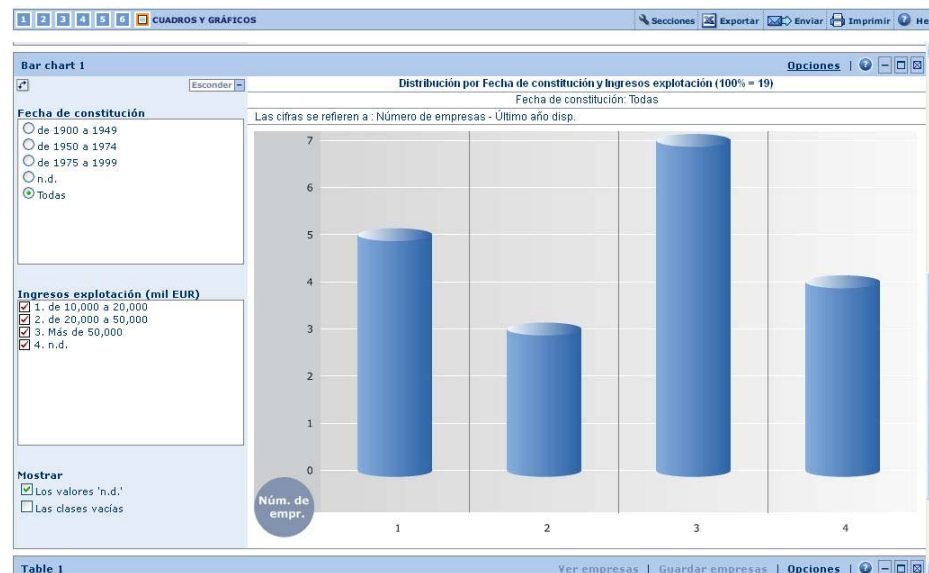 1 2 3 4 5 6 CUADROS Y GRÁFICOS
Secciones Exportar Enviar Imprimir He
Bar chart 1
Opciones |
Esconder
Distribución por Fecha de constitución y Ingresos explotación (100% = 19)
Fecha de constitución: Todas
Las cifras se refieren a : Número de empresas - Último año disp.
Fecha de constitución
de 1900 a 1949
de 1950 a 1974
de 1975 a 1999
n.d.
Todas
Ingresos explotación (mil EUR)
1. de 10,000 a 20,000
2. de 20,000 a 50,000
3. Más de 50,000
4. n.d.
Mostrar
Los valores 'n.d.'
Las clases vacías
7
6
5
4
3
2
1
0
Núm. de
empr.
1 2 3 4
Table 1
Ver empresas | Guardar empresas | Opciones |